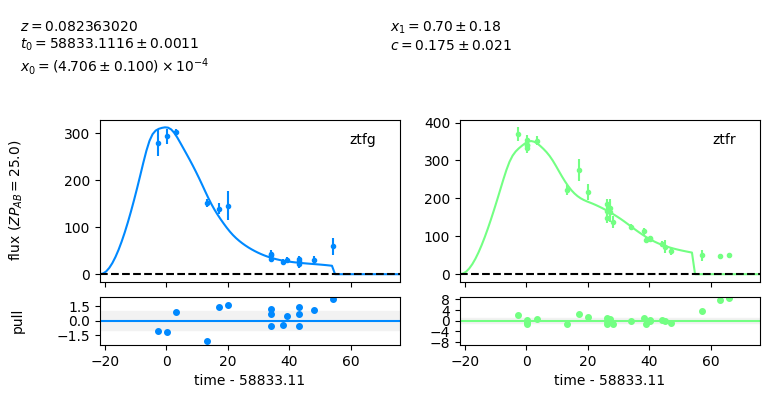 z = 0.082363020
t₀ = 58833.1116 ± 0.0011
x₀ = (4.706 ± 0.100) × 10⁻⁴
x₁ = 0.70 ± 0.18
c = 0.175 ± 0.021
flux (ZP_AB = 25.0)
300
200
100
0
ztfg
400
300
200
100
0
ztfr
pull
1.5
0.0
−1.5
−20 0 20 40 60
time - 58833.11
8
4
0
−4
−8
−20 0 20 40 60
time - 58833.11